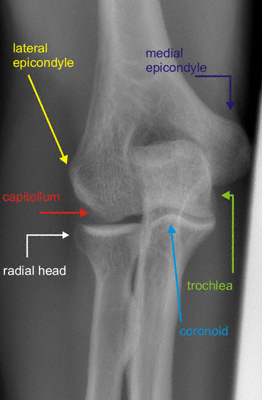 lateral
epicondyle
medial
epicondyle
capitellum
radial head
trochlea
coronoid